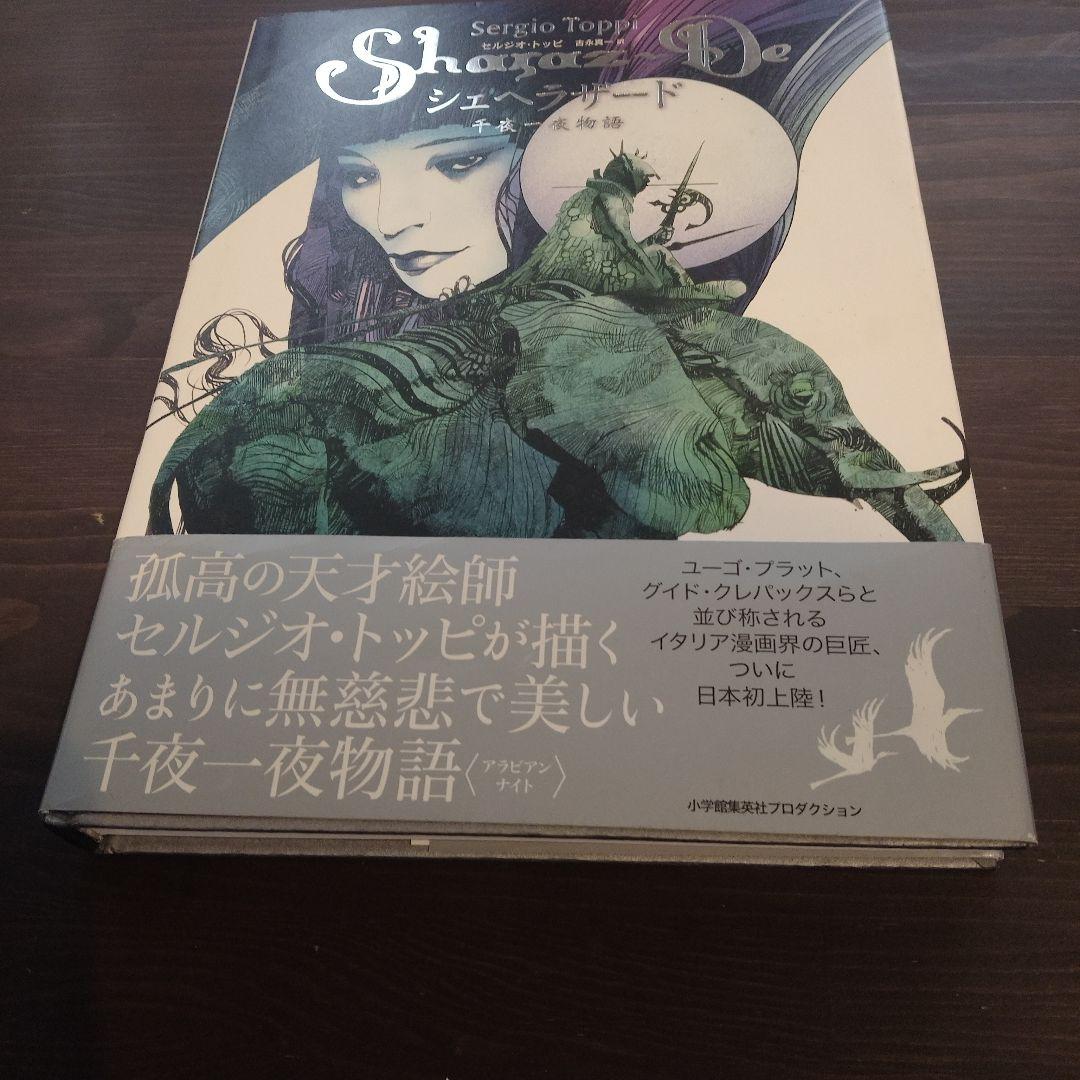 Sergio Toppi
セルジオ・トッピ 古永真一 訳
Sharaz-De
シェヘラザード
千夜一夜物語
孤高の天才絵師
セルジオ・トッピが描く
あまりに無慈悲で美しい
千夜一夜物語〈アラビアンナイト〉
ユーゴ・プラット、
グイド・クレパックスらと
並び称される
イタリア漫画界の巨匠、
ついに
日本初上陸！
小学館集英社プロダクション